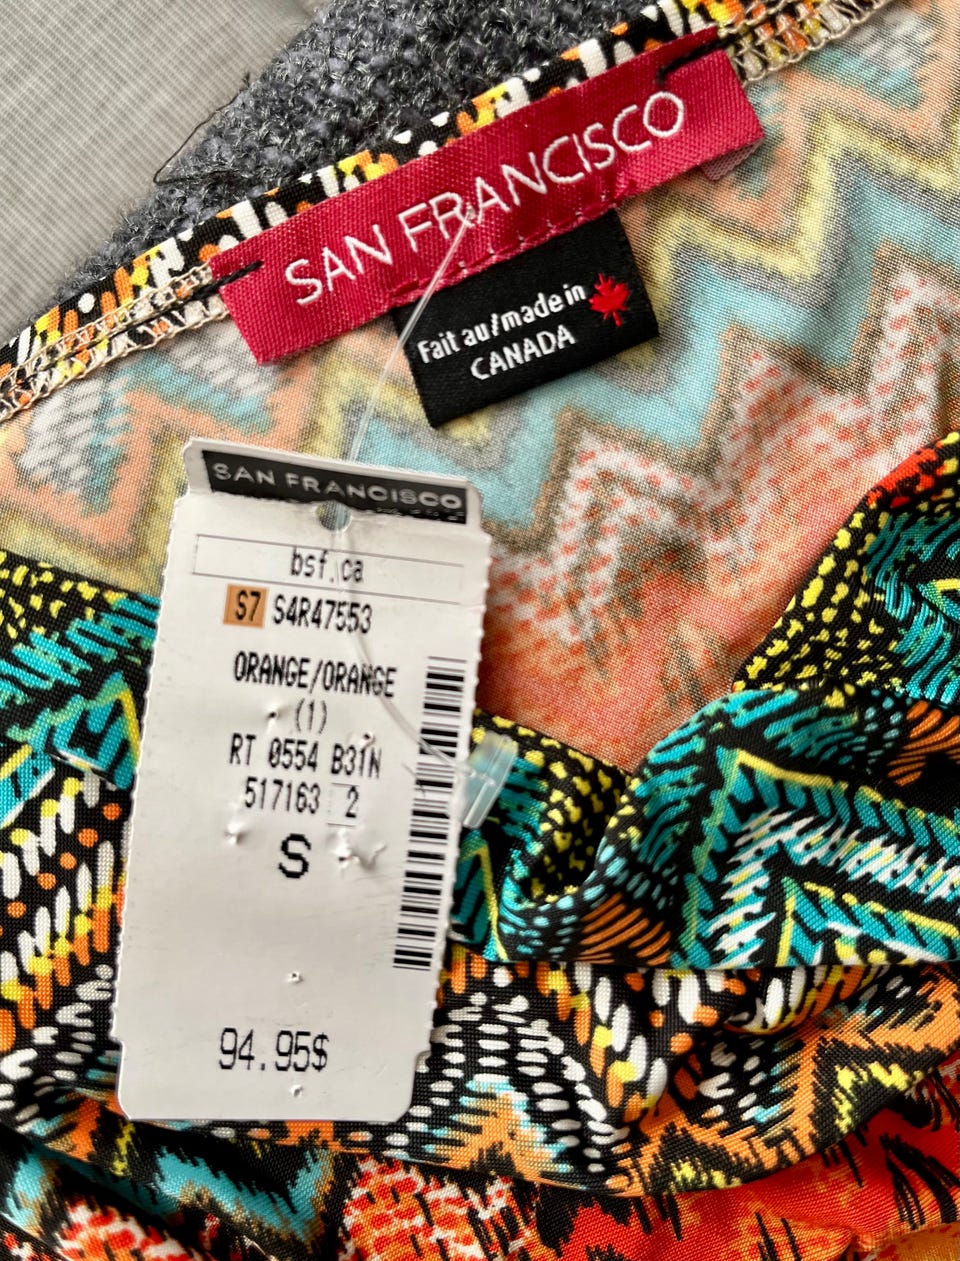 SAN FRANCISCO
Fait au/made in
CANADA
SAN FRANCISCO
bsf.ca
S7 S4R47553
ORANGE/ORANGE
(1)
RT 0554 B31N
517163 2
S
94.95$